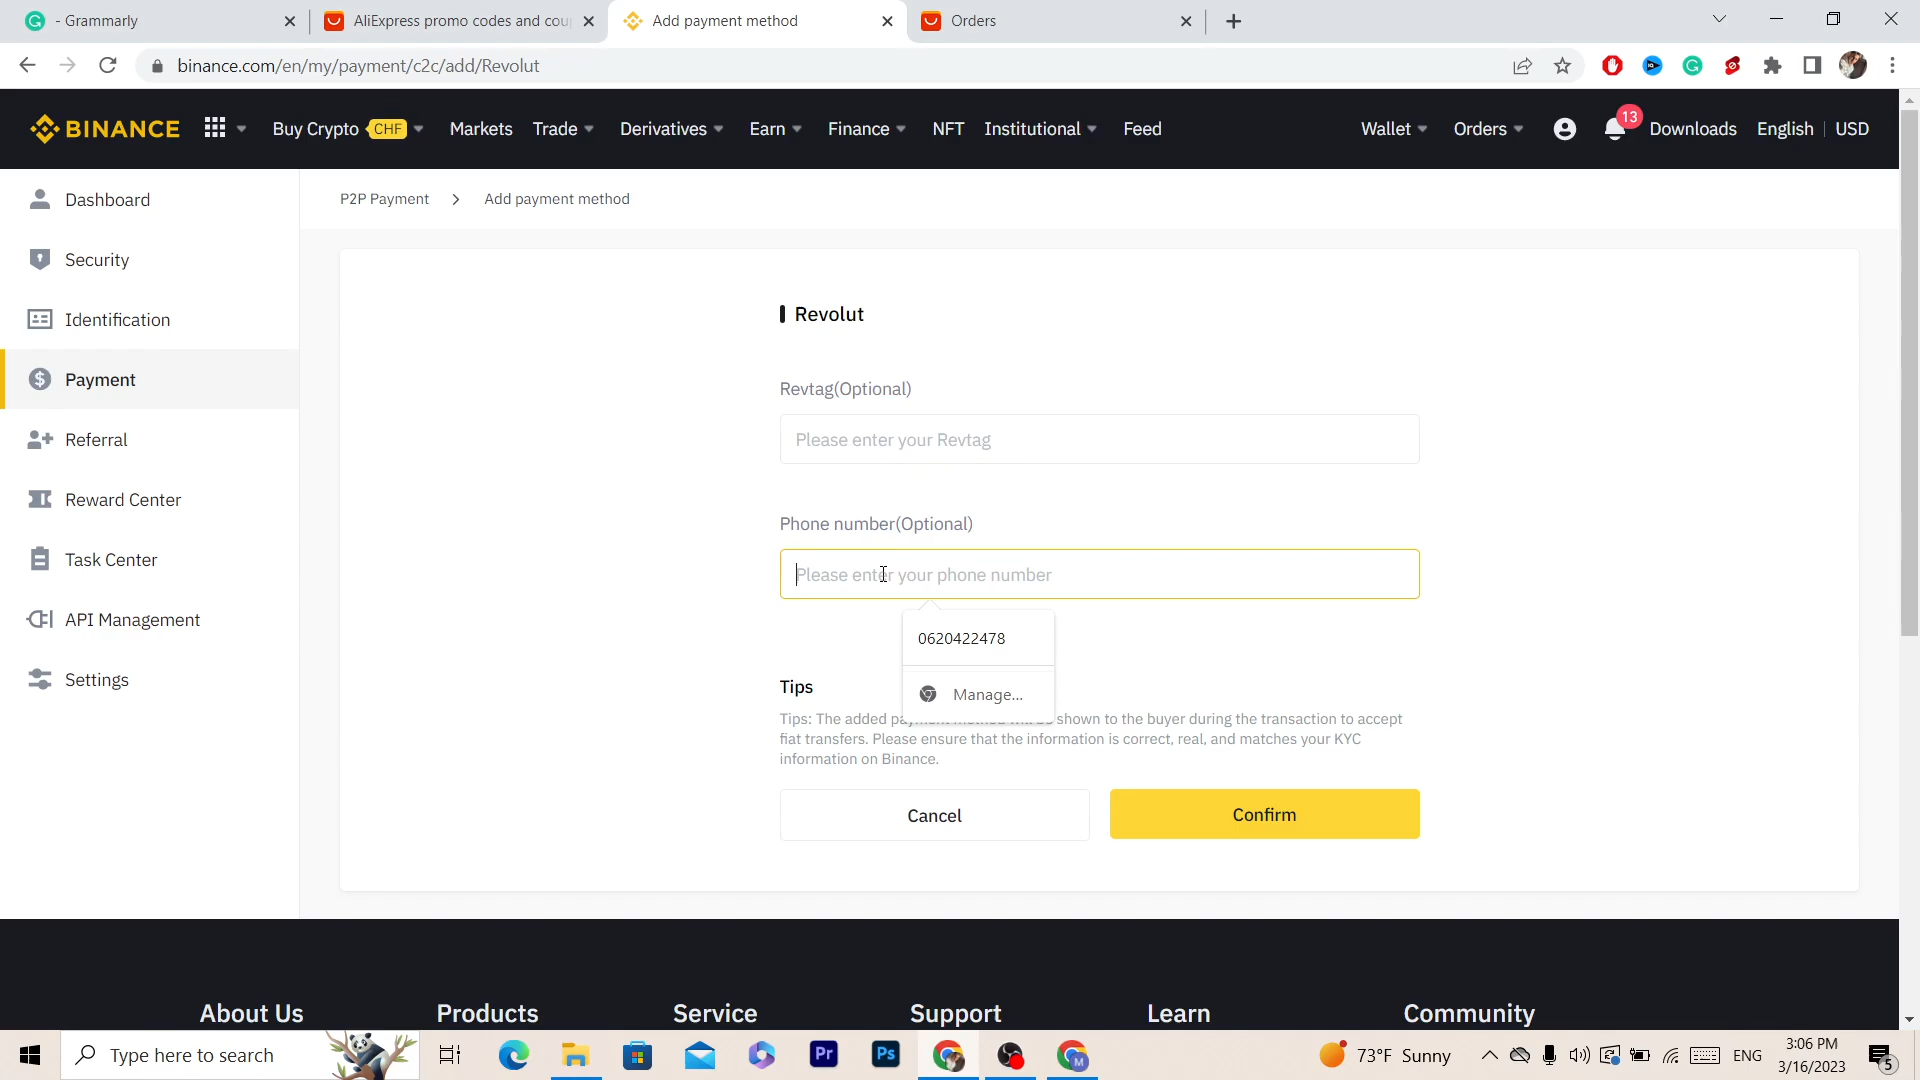 - Grammarly
AliExpress promo codes and cou
Add payment method
Orders
binance.com/en/my/payment/c2c/add/Revolut
BINANCE
Buy Crypto CHF
Markets
Trade
Derivatives
Earn
Finance
NFT
Institutional
Feed
Wallet
Orders
13
Downloads
English
USD
Dashboard
Security
Identification
Payment
Referral
Reward Center
Task Center
API Management
Settings
P2P Payment > Add payment method
Revolut
Revtag(Optional)
Please enter your Revtag
Phone number(Optional)
Please enter your phone number
0620422478
Manage...
Tips
Tips: The added shown to the buyer during the transaction to accept
fiat transfers. Please ensure that the information is correct, real, and matches your KYC
information on Binance.
Cancel
Confirm
About Us
Products
Service
Support
Learn
Community
Type here to search
Pr
Ps
M
73°F Sunny
ENG
3:06 PM
3/16/2023
5